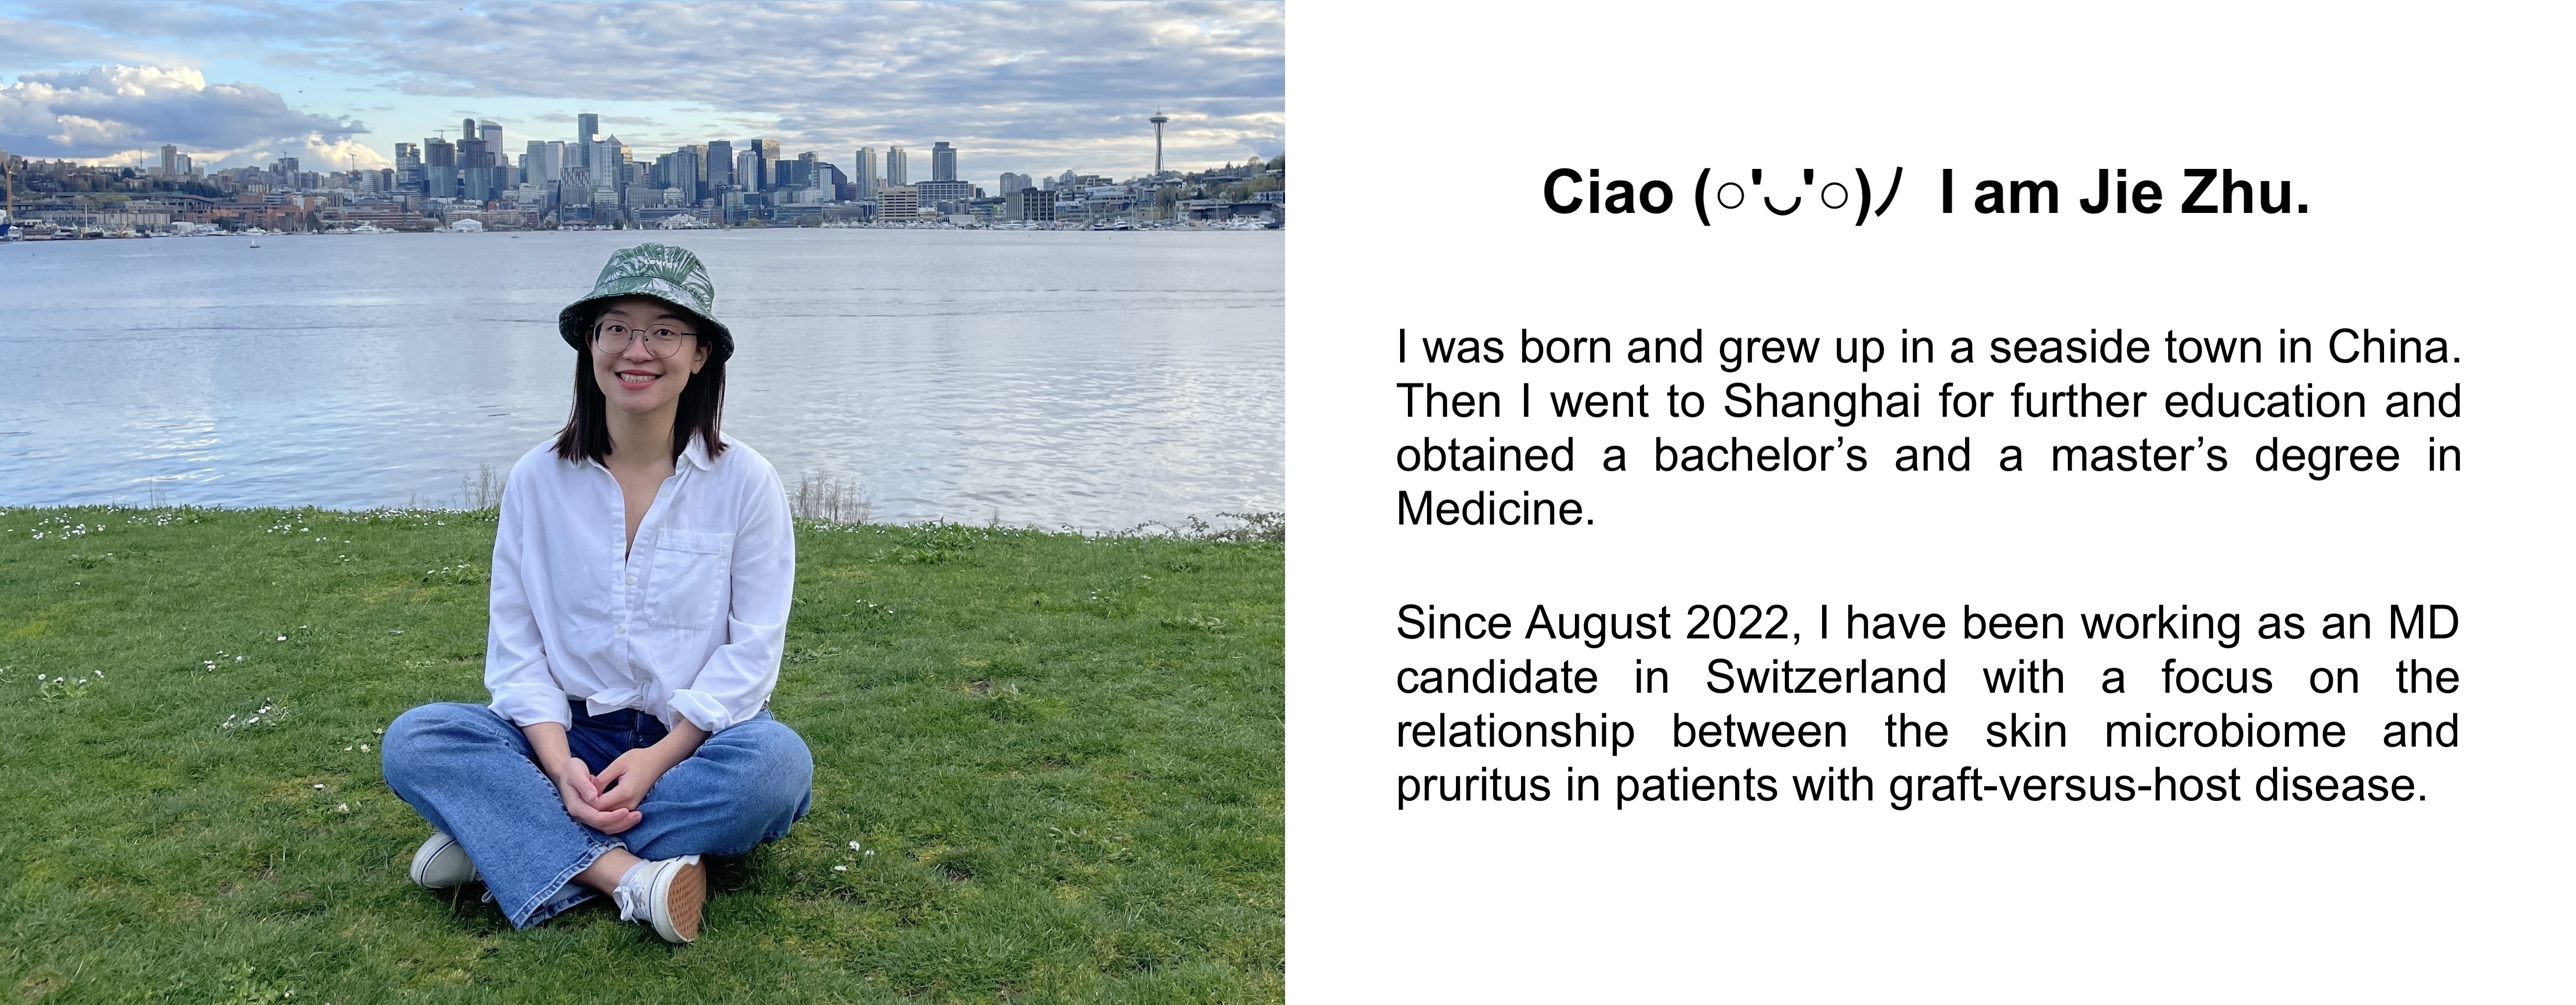 Ciao (○'ᴗ'○)ﾉ I am Jie Zhu.
I was born and grew up in a seaside town in China.
Then I went to Shanghai for further education and
obtained a bachelor’s and a master’s degree in
Medicine.
Since August 2022, I have been working as an MD
candidate in Switzerland with a focus on the
relationship between the skin microbiome and
pruritus in patients with graft-versus-host disease.